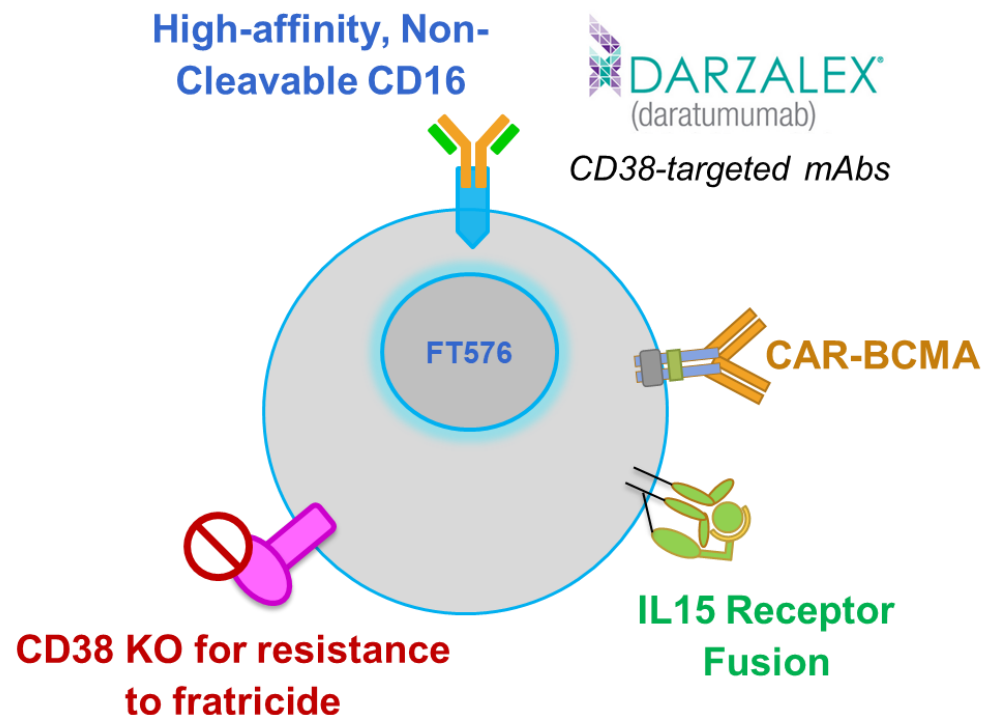 High-affinity, Non-
Cleavable CD16
DARZALEX®
(daratumumab)
CD38-targeted mAbs
FT576
CAR-BCMA
IL15 Receptor
Fusion
CD38 KO for resistance
to fratricide